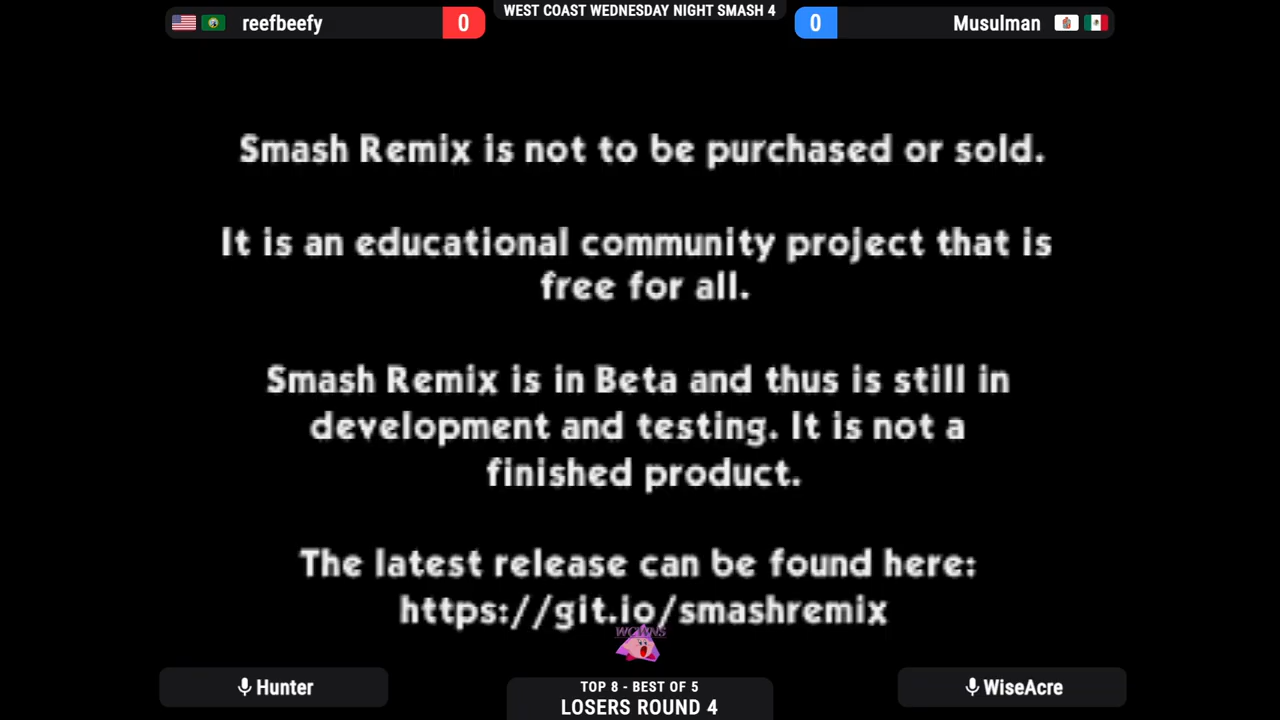 WEST COAST WEDNESDAY NIGHT SMASH 4
reefbeefy 0
0 Musulman
Smash Remix is not to be purchased or sold.
It is an educational community project that is
free for all.
Smash Remix is in Beta and thus is still in
development and testing. It is not a
finished product.
The latest release can be found here:
https://git.io/smashremix
WCWNS
Hunter
TOP 8 - BEST OF 5
LOSERS ROUND 4
WiseAcre